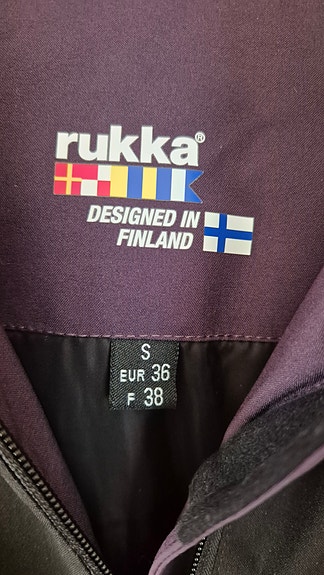 rukka®
DESIGNED IN
FINLAND
S
EUR 36
F 38